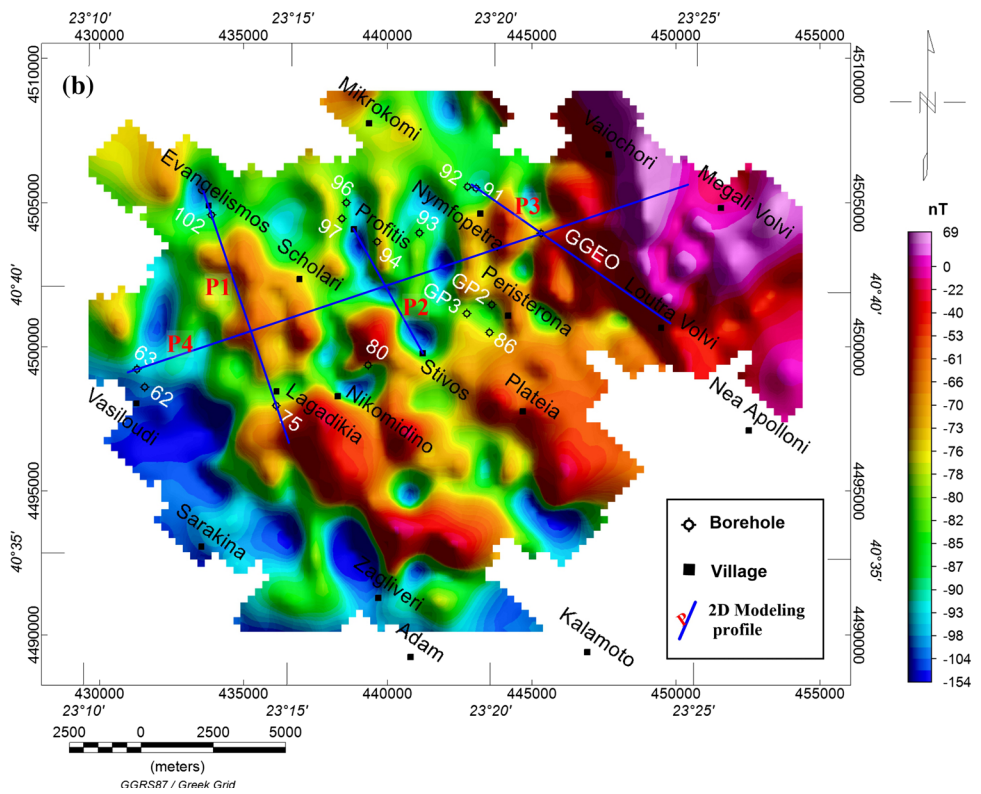 23°10' 23°15' 23°20' 23°25'
430000 435000 440000 445000 450000 455000
(b)
4510000 4510000
4505000 4505000
40°40' 40°40'
4500000 4500000
4495000 4495000
40°35' 40°35'
4490000 4490000
N
Mikrokomi
Vaiochori
Evangelismos
Megali Volvi
96
92
91
Nymfopetra
P3
102
97
Profitis
93
94
GGEO
Scholari
P1
GP2
GP3
Peristerona
Loutra Volvi
P2
86
P4
63
62
80
Stivos
Vasiloudi
Lagadikia
75
Nikomidino
Plateia
Nea Apolloni
Sarakina
Zagliveri
Adam
Kalamoto
nT
69
0
-22
-41
-53
-60
-67
-71
-73
-76
-78
-80
-82
-85
-87
-90
-93
-98
-104
-154
Borehole
Village
P
2D Modeling
profile
430000 435000 440000 445000 450000 455000
23°10' 23°15' 23°20' 23°25'
2500 0 2500 5000
(meters)
GGRS87 / Greek Grid